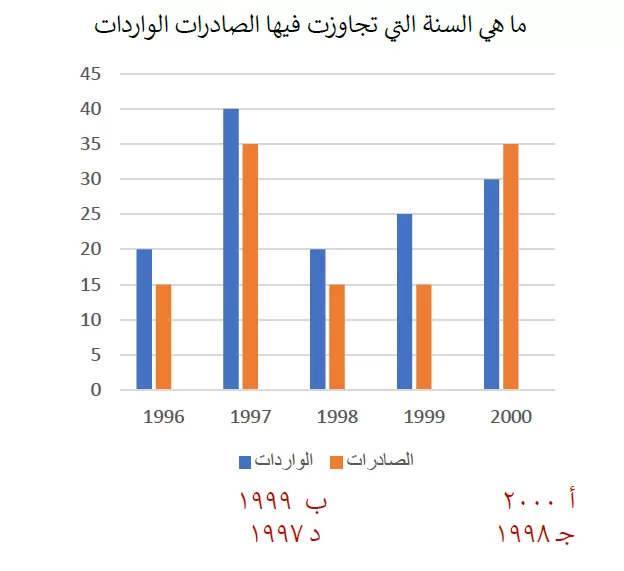 ما هي السنة التي تجاوزت فيها الصادرات الواردات
45
40
35
30
25
20
15
10
5
0
1996 1997 1998 1999 2000
الواردات الصادرات
أ ٢٠٠٠ ب ١٩٩٩
جـ ١٩٩٨ د ١٩٩٧